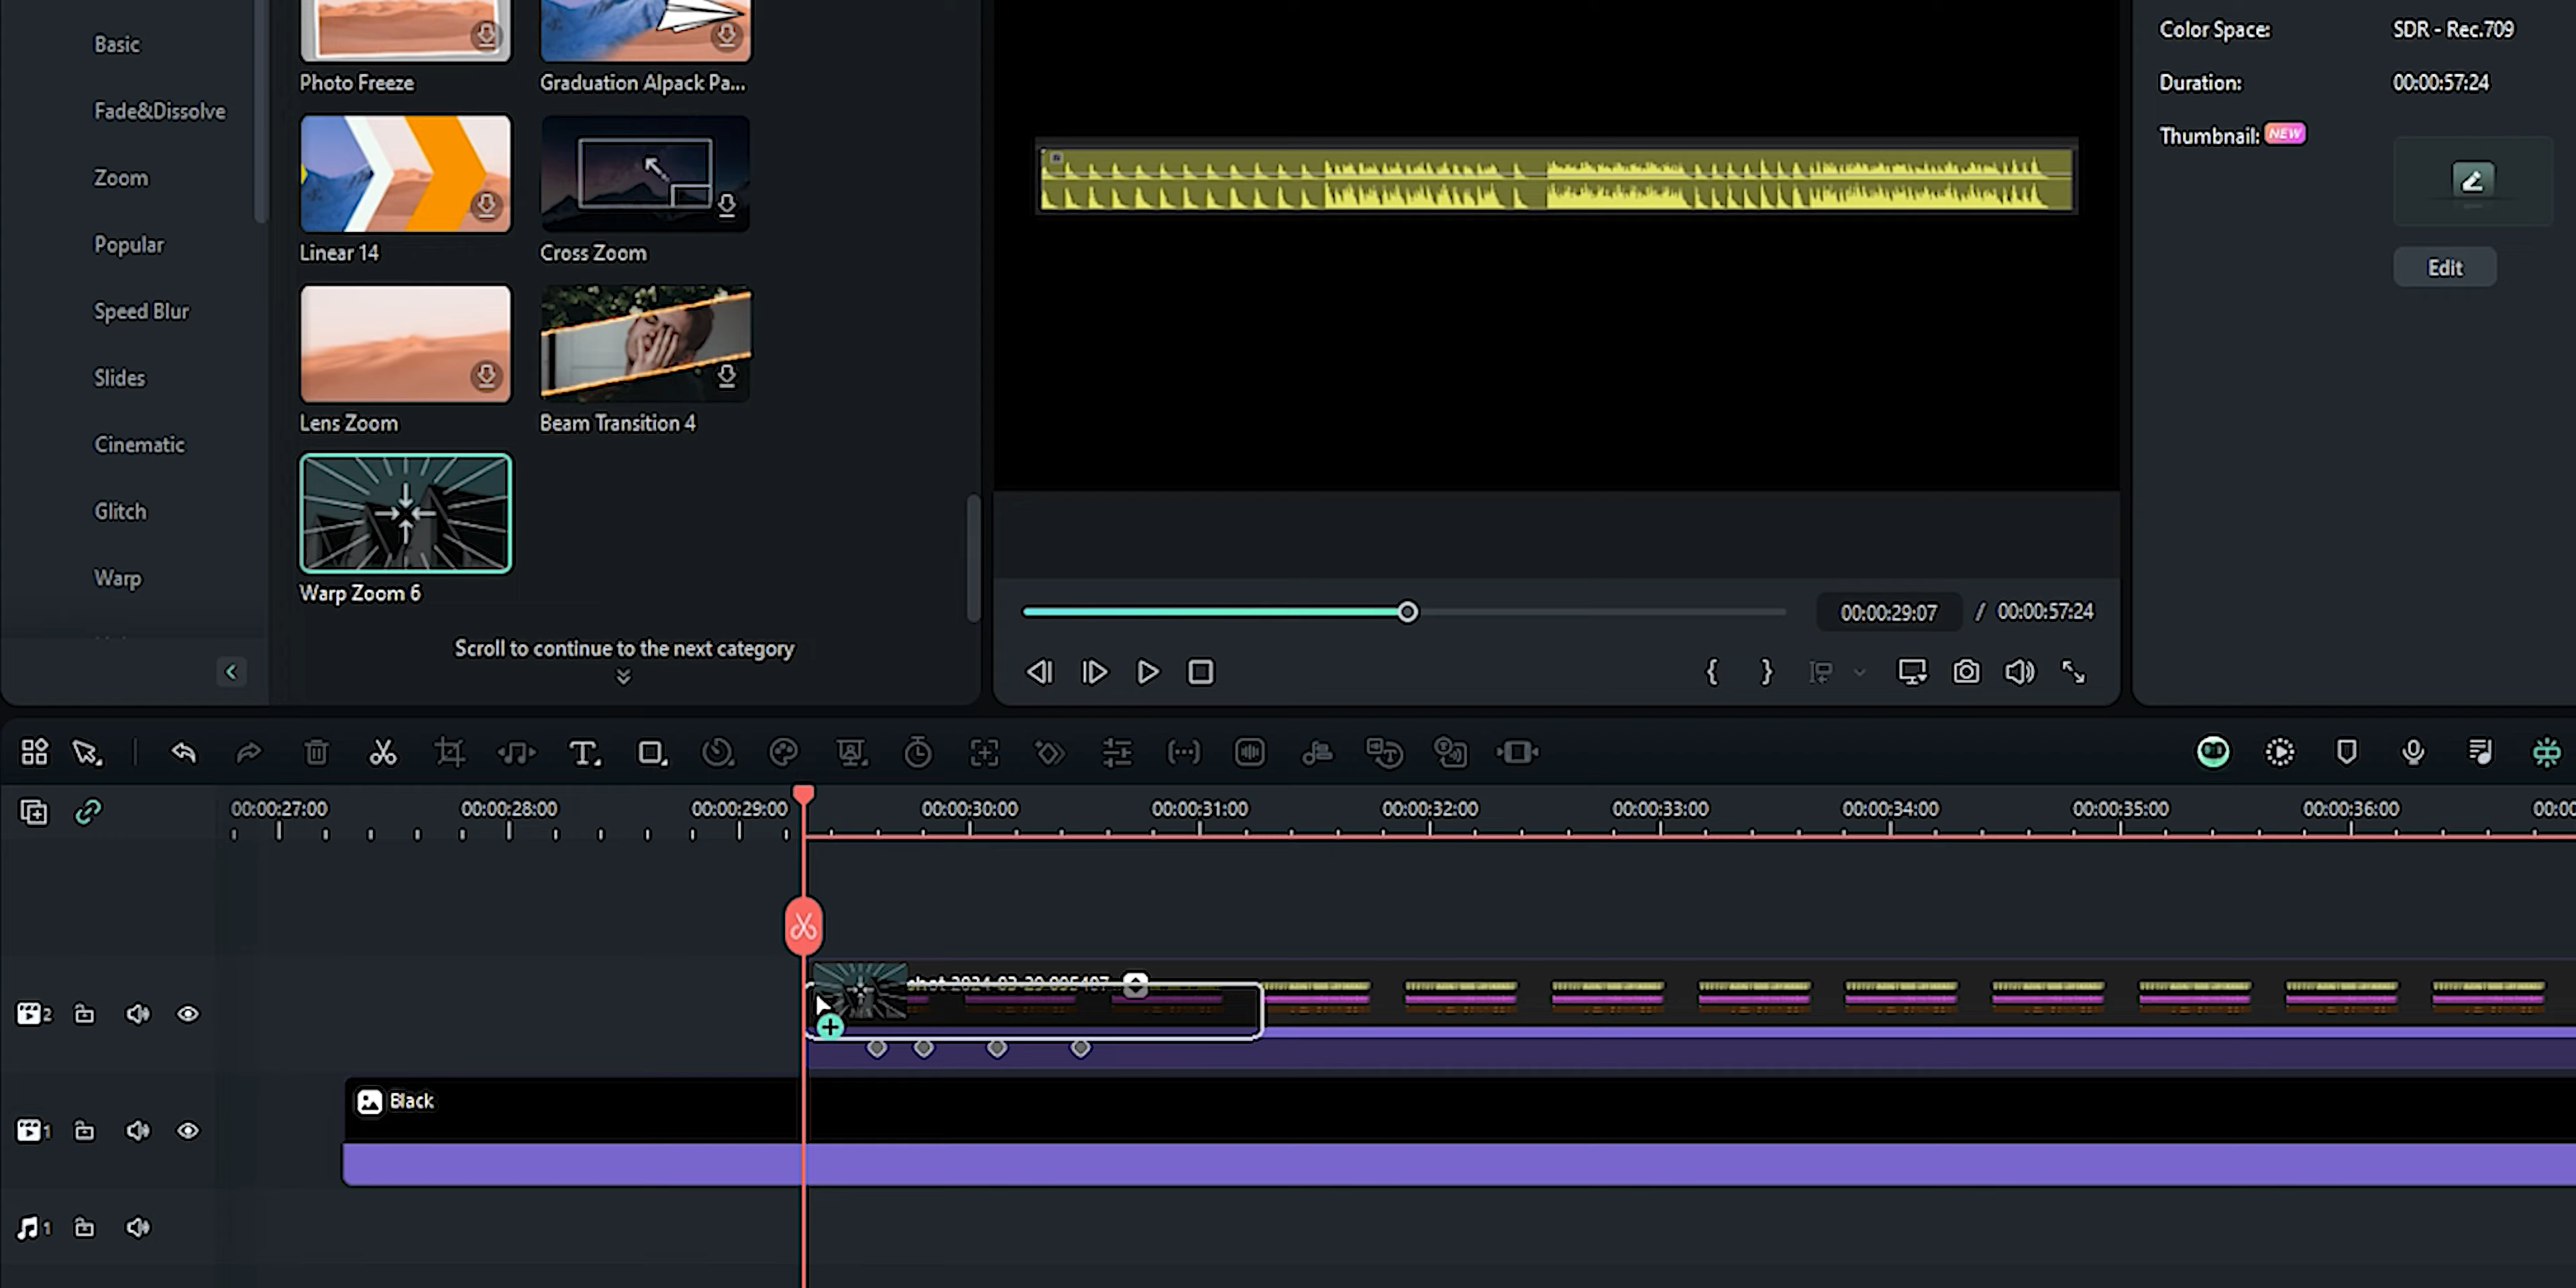 Basic
Fade&Dissolve
Zoom
Popular
Speed Blur
Slides
Cinematic
Glitch
Warp
Photo Freeze
Graduation Alpack Pa...
Linear 14
Cross Zoom
Lens Zoom
Beam Transition 4
Warp Zoom 6
Scroll to continue to the next category
00:00:29:07 / 00:00:57:24
Color Space: SDR - Rec.709
Duration: 00:00:57:24
Thumbnail: NEW
Edit
00:00:27:00 00:00:28:00 00:00:29:00 00:00:30:00 00:00:31:00 00:00:32:00 00:00:33:00 00:00:34:00 00:00:35:00 00:00:36:00
2
1
Black
1